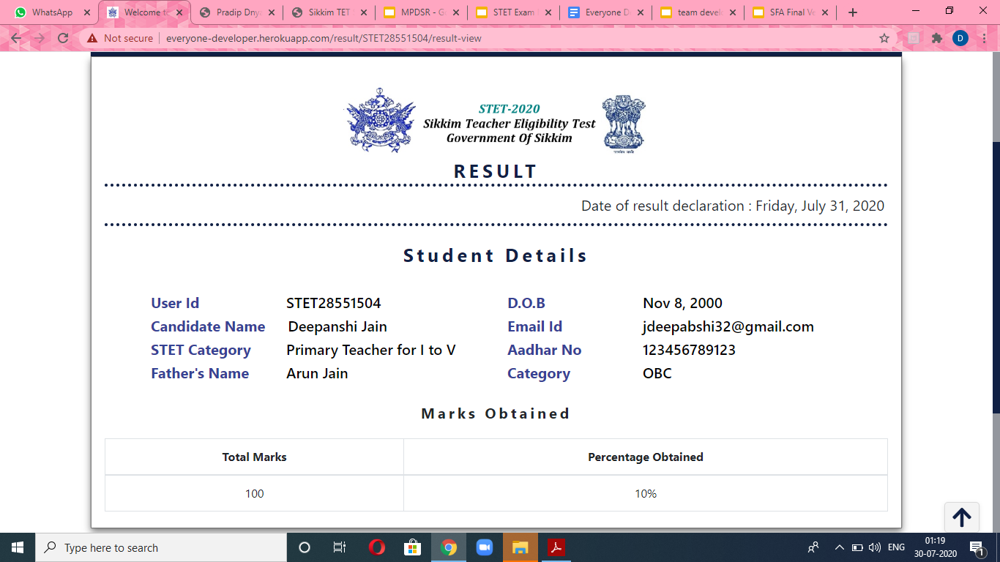 WhatsApp
Welcome to
Pradip Dnya
Sikkim TET
MPDSR - G
STET Exam
Everyone D
team devel
SFA Final Ve
Not secure
everyone-developer.herokuapp.com/result/STET28551504/result-view
D
STET-2020
Sikkim Teacher Eligibility Test
Government Of Sikkim
RESULT
Date of result declaration : Friday, July 31, 2020
Student Details
User Id STET28551504 D.O.B Nov 8, 2000
Candidate Name Deepanshi Jain Email Id jdeepabshi32@gmail.com
STET Category Primary Teacher for I to V Aadhar No 123456789123
Father's Name Arun Jain Category OBC
Marks Obtained
Total Marks Percentage Obtained
100 10%
Type here to search
ENG
01:19
30-07-2020
1